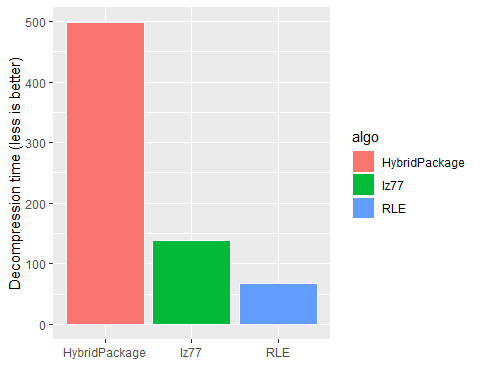 Decompression time (less is better)
500
400
300
200
100
0
HybridPackage
lz77
RLE
algo
HybridPackage
lz77
RLE